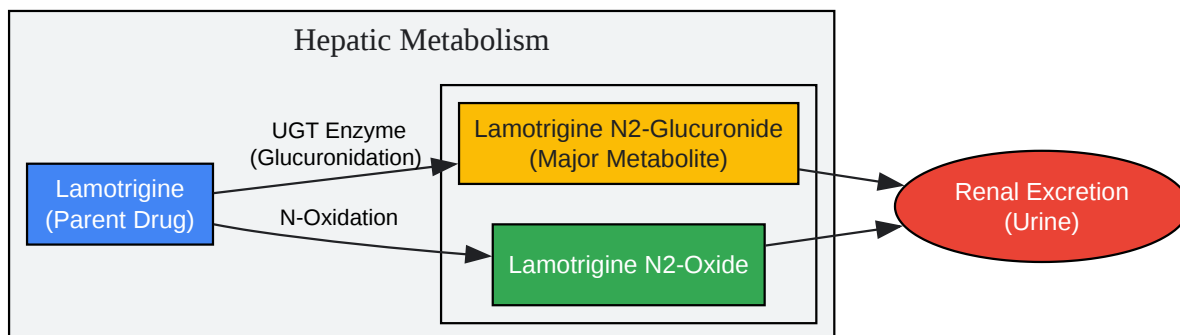 Hepatic Metabolism
UGT Enzyme
(Glucuronidation)
Lamotrigine N2-Glucuronide
(Major Metabolite)
Lamotrigine
(Parent Drug)
N-Oxidation
Lamotrigine N2-Oxide
Renal Excretion
(Urine)